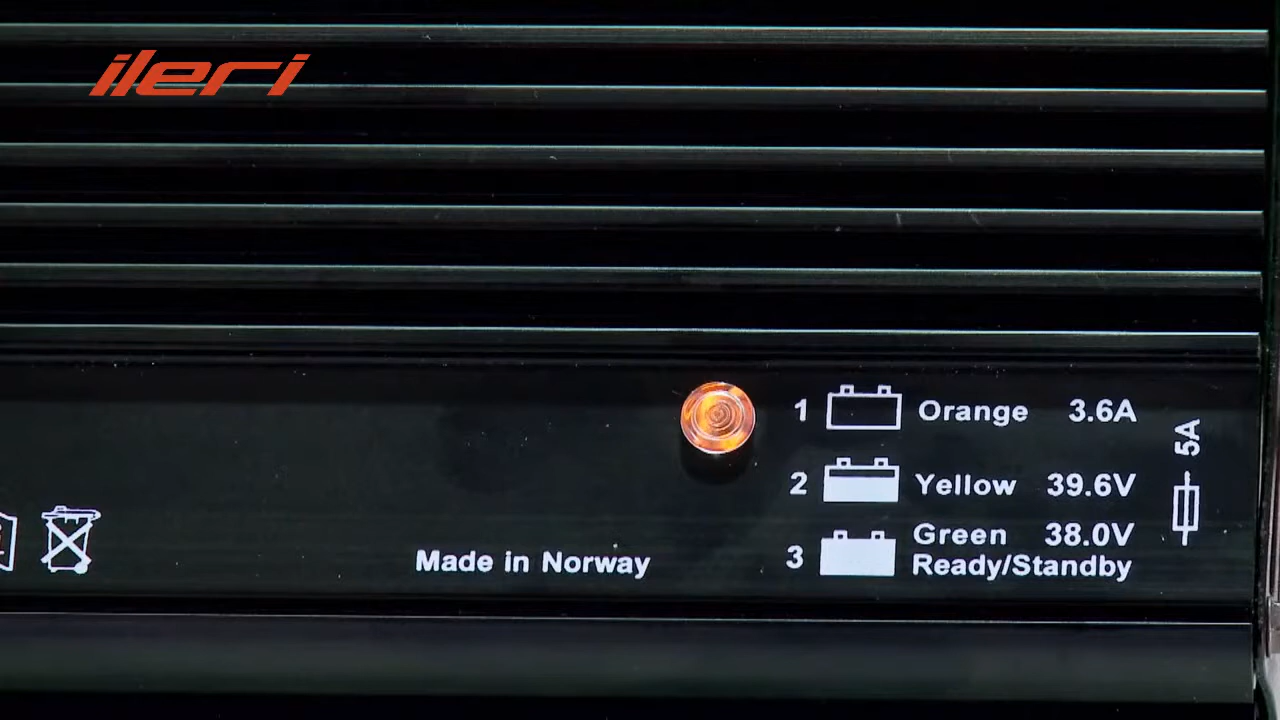 ileri
1 Orange 3.6A
2 Yellow 39.6V
3 Green 38.0V
Ready/Standby
5A
Made in Norway